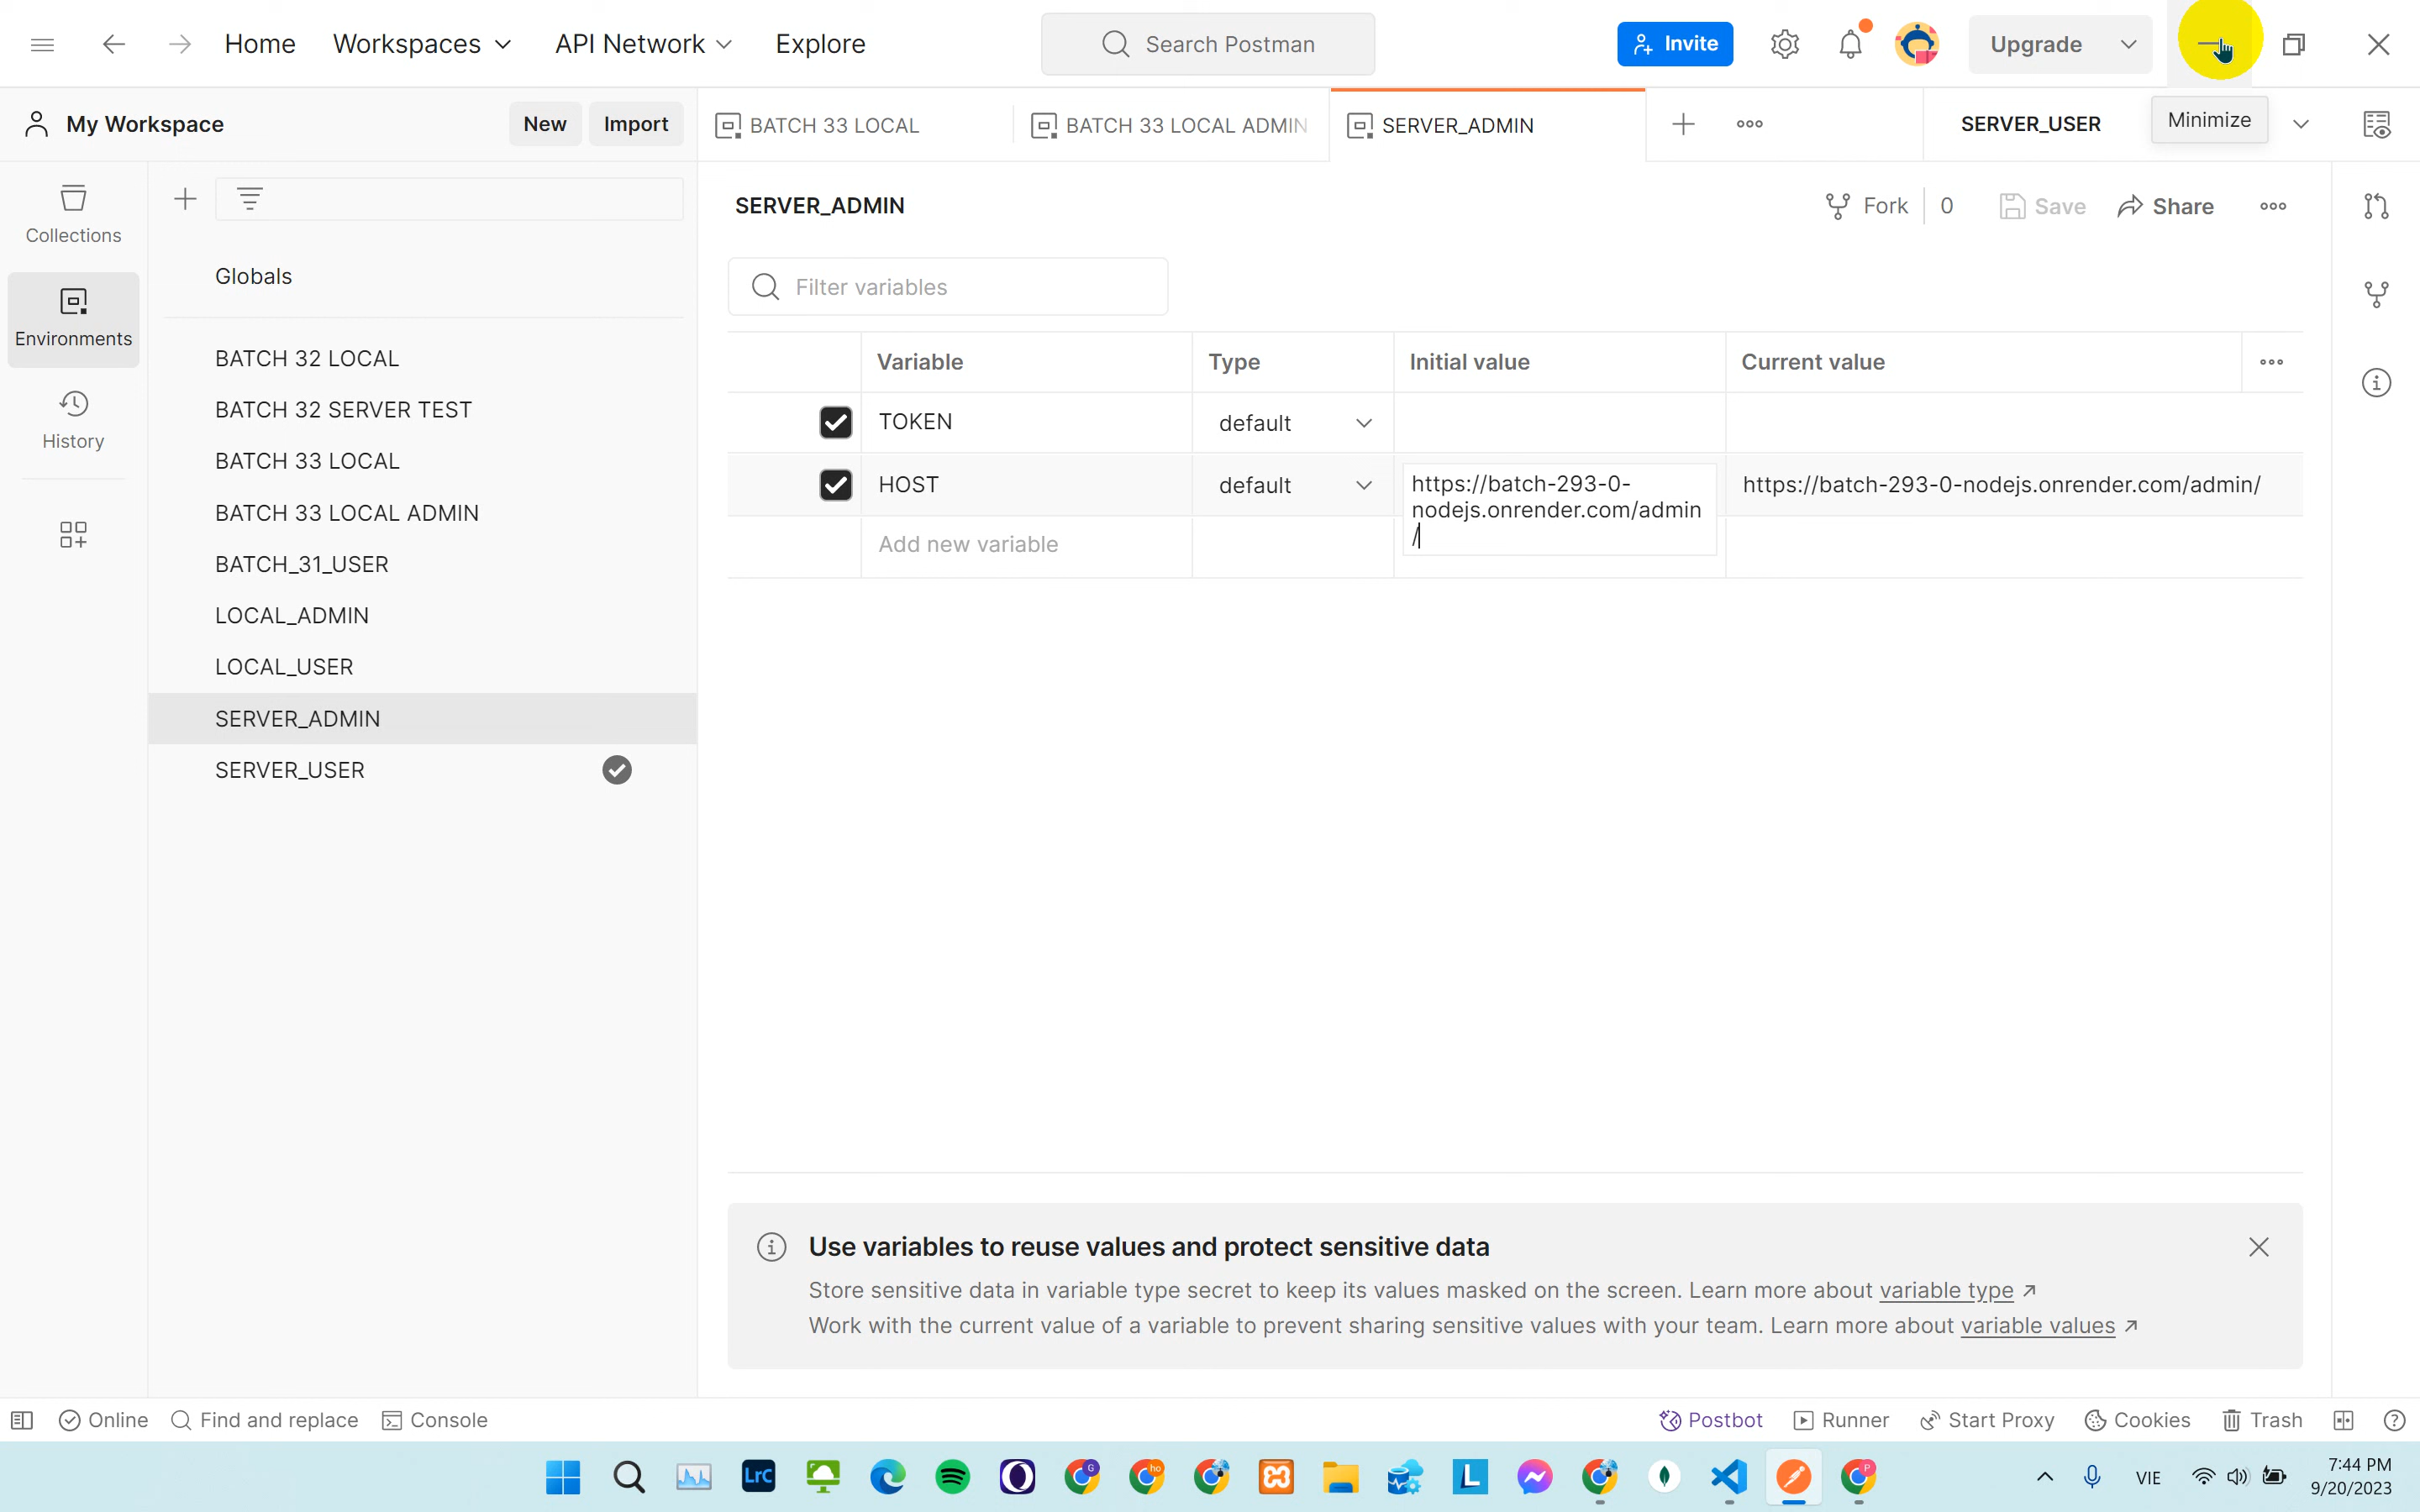 Home
Workspaces
API Network
Explore
Search Postman
Invite
Upgrade
My Workspace
New
Import
BATCH 33 LOCAL
BATCH 33 LOCAL ADMIN
SERVER_ADMIN
SERVER_USER
Minimize
Collections
Environments
History
Globals
BATCH 32 LOCAL
BATCH 32 SERVER TEST
BATCH 33 LOCAL
BATCH 33 LOCAL ADMIN
BATCH_31_USER
LOCAL_ADMIN
LOCAL_USER
SERVER_ADMIN
SERVER_USER
SERVER_ADMIN
Fork
0
Save
Share
Filter variables
Variable
Type
Initial value
Current value
TOKEN
default
HOST
default
https://batch-293-0-
nodejs.onrender.com/admin
/
https://batch-293-0-nodejs.onrender.com/admin/
Add new variable
Use variables to reuse values and protect sensitive data
Store sensitive data in variable type secret to keep its values masked on the screen. Learn more about variable type
Work with the current value of a variable to prevent sharing sensitive values with your team. Learn more about variable values
Online
Find and replace
Console
Postbot
Runner
Start Proxy
Cookies
Trash
LrC
G
ho
L
P
VIE
7:44 PM
9/20/2023